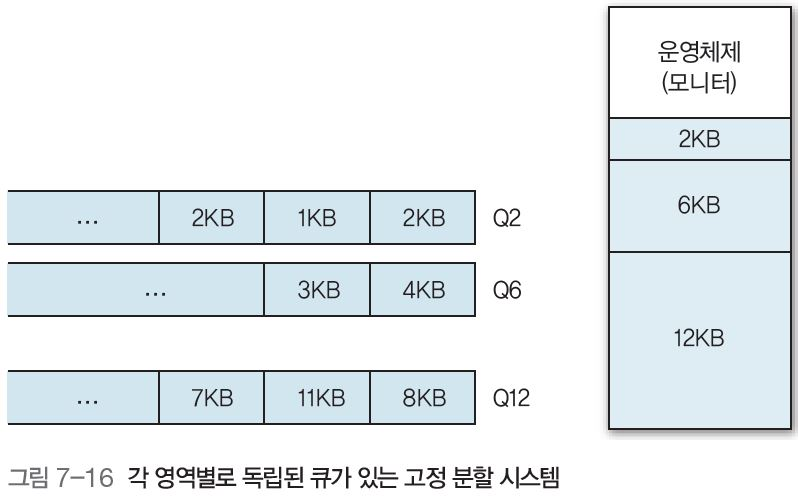 운영체제
(모니터)
2KB
6KB
12KB
... 2KB 1KB 2KB Q2
... 3KB 4KB Q6
... 7KB 11KB 8KB Q12
그림 7-16 각 영역별로 독립된 큐가 있는 고정 분할 시스템